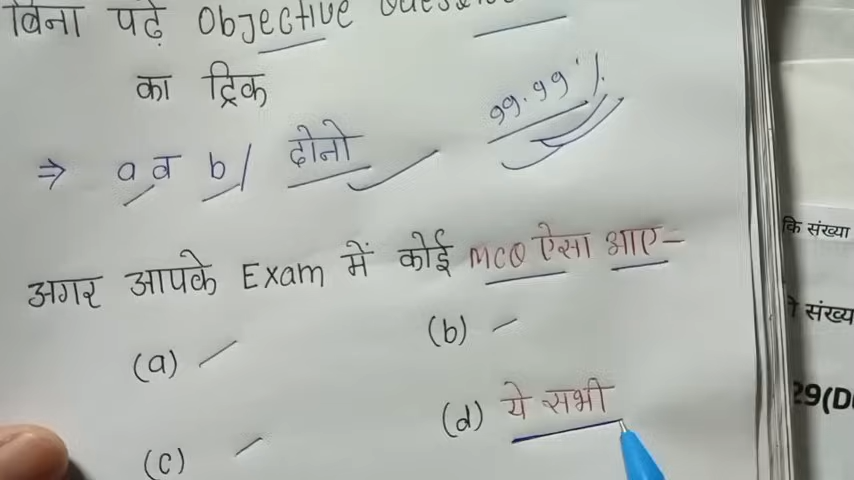 बिना पढ़े Objective
का ट्रिक
⇒ a व b / दोनो 99.99%
अगर आपके Exam में कोई MCQ ऐसा आए-
(a) (b)
(c) (d) ये सभी
कि संख्या
संख्य
29(D